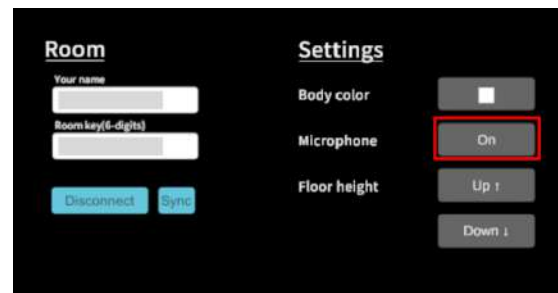 Room
Your name
Room key(6-digits)
Disconnect
Sync
Settings
Body color
Microphone
On
Floor height
Up ↑
Down ↓